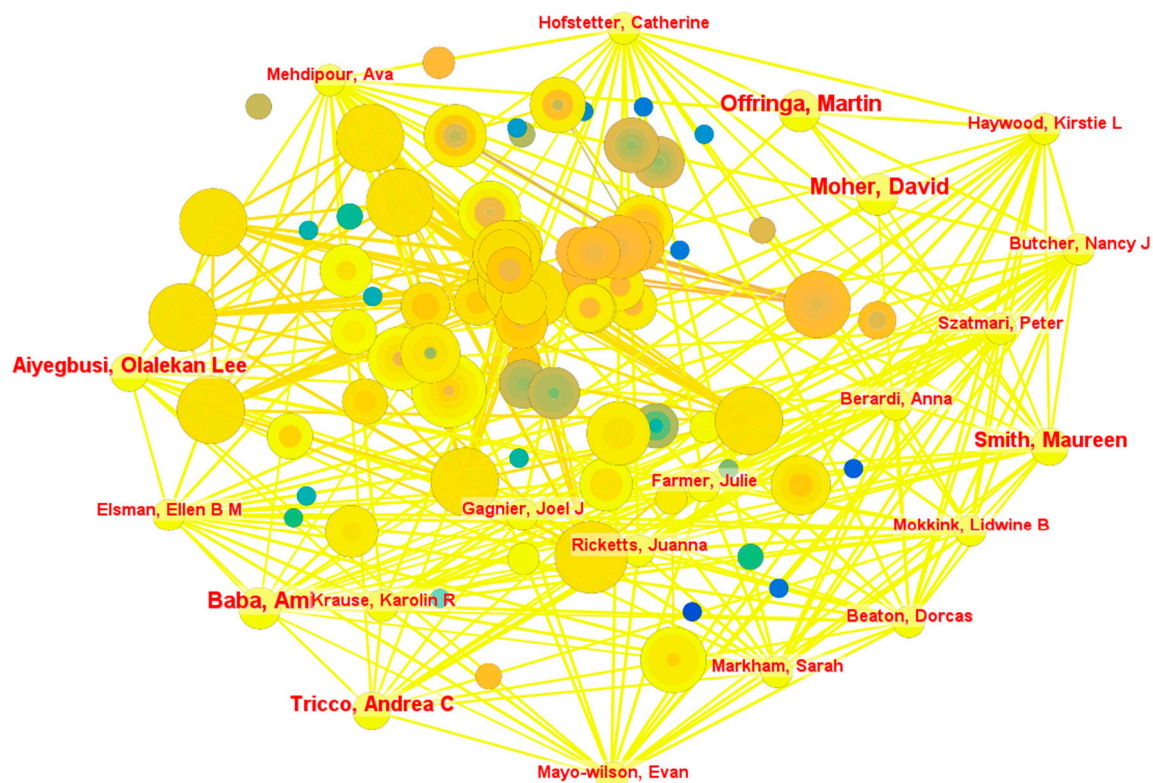 Hofstetter, Catherine
Mehdipour, Ava
Offringa, Martin
Haywood, Kirstie L
Moher, David
Butcher, Nancy J
Szatmari, Peter
Aiyegbusi, Olalekan Lee
Berardi, Anna
Smith, Maureen
Farmer, Julie
Elsman, Ellen B M
Gagnier, Joel J
Mokkink, Lidwine B
Ricketts, Juanna
Baba, Ami
Krause, Karolin R
Beaton, Dorcas
Markham, Sarah
Tricco, Andrea C
Mayo-wilson, Evan